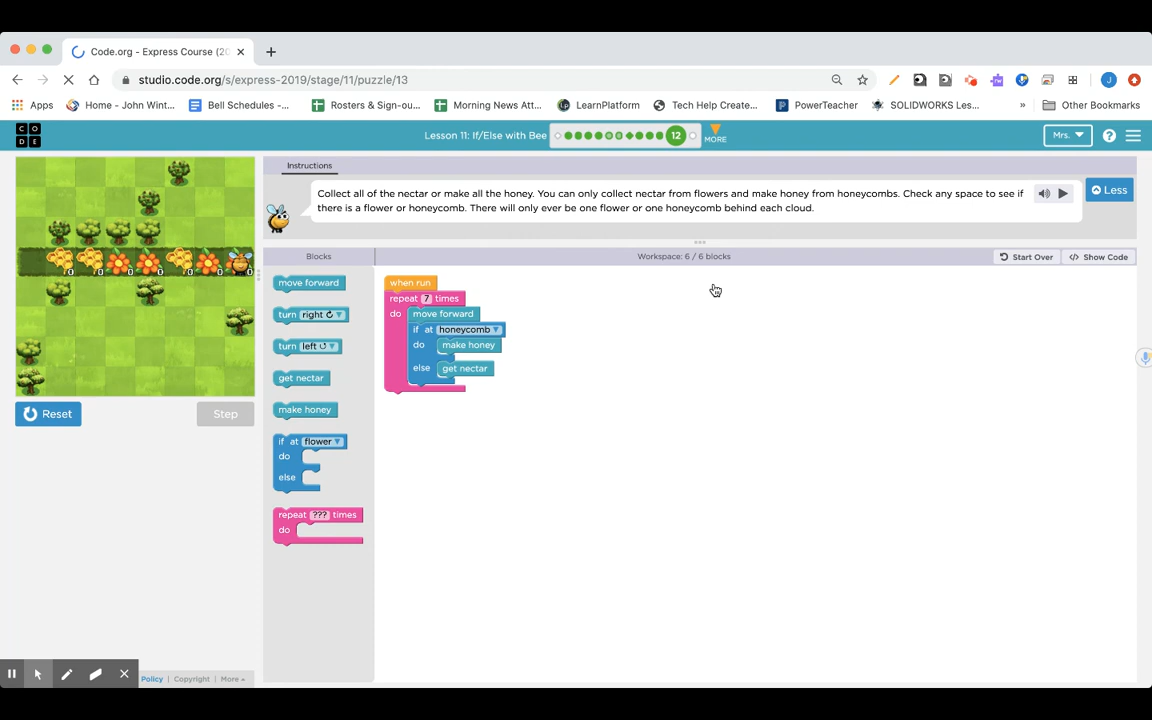 Code.org - Express Course (20
studio.code.org/s/express-2019/stage/11/puzzle/13
J
Apps
Home - John Wint...
Bell Schedules -...
Rosters & Sign-ou...
Morning News Att...
LearnPlatform
Tech Help Create...
PowerTeacher
SOLIDWORKS Les...
»
Other Bookmarks
C O
D E
Lesson 11: If/Else with Bee
12
MORE
Mrs.
?
Instructions
Collect all of the nectar or make all the honey. You can only collect nectar from flowers and make honey from honeycombs. Check any space to see if
there is a flower or honeycomb. There will only ever be one flower or one honeycomb behind each cloud.
Less
Blocks
Workspace: 6 / 6 blocks
Start Over
</> Show Code
0 0 0 0 0 0 0
Reset
Step
move forward
turn right
turn left
get nectar
make honey
if at flower
do
else
repeat ??? times
do
when run
repeat 7 times
do move forward
if at honeycomb
do make honey
else get nectar
Policy | Copyright | More